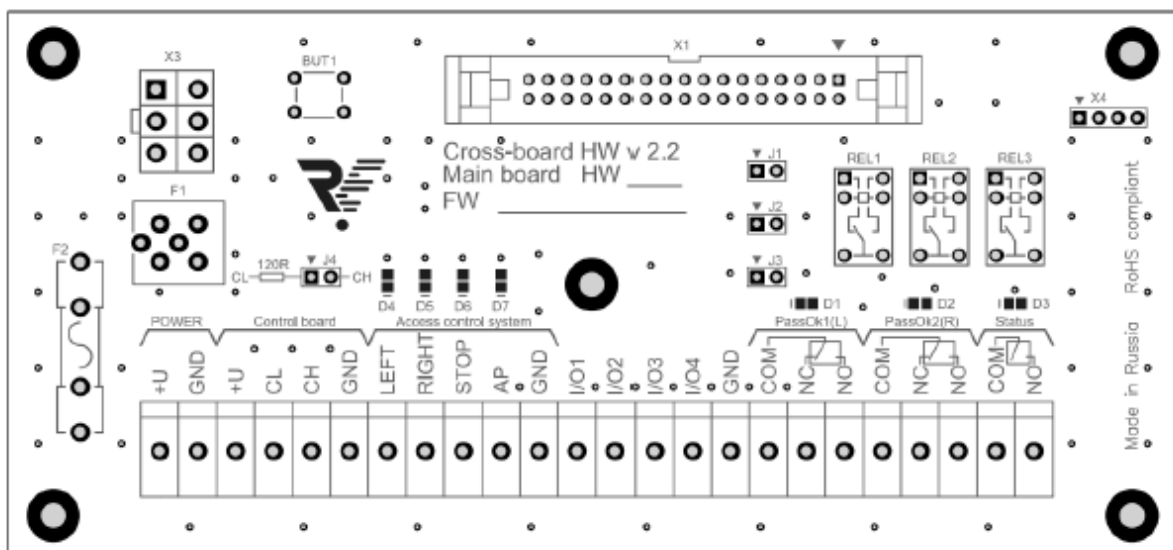 X3
BUT1
X1
X4
Cross-board HW v 2.2
Main board HW ____
FW ____________
J1
REL1 REL2 REL3
F1
J2
F2
120R
J4
CL
CH
J3
D4 D5 D6 D7
D1 D2 D3
POWER
Control board
Access control system
PassOk1(L)
PassOk2(R)
Status
+U
GND
+U
CL
CH
GND
LEFT
RIGHT
STOP
AP
GND
I/O1
I/O2
I/O3
I/O4
GND
COM
NC
NO
COM
NC
NO
COM
NO
Made in Russia RoHS compliant